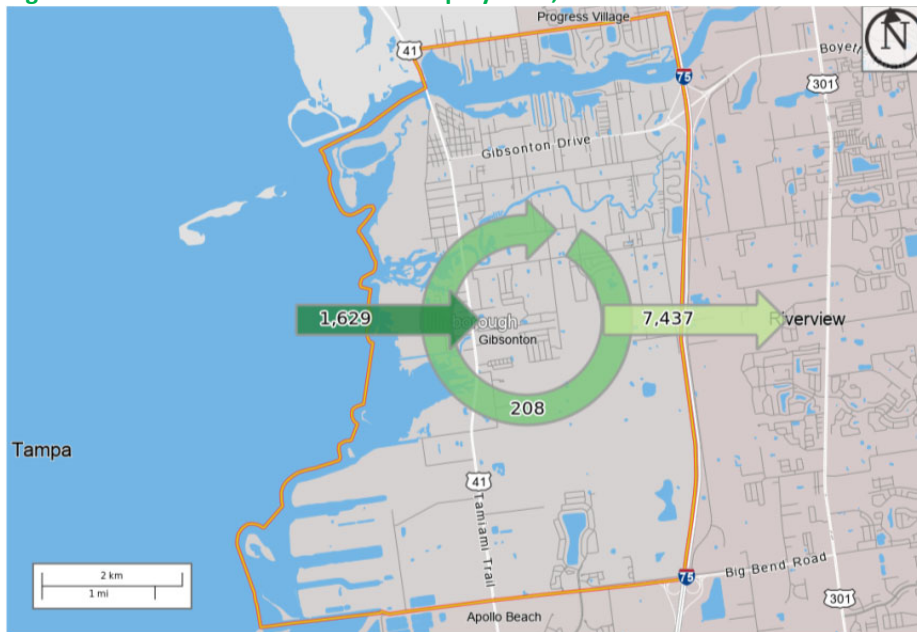 Progress Village
N
41
Boyett
75
301
Gibsonton Drive
1,629
borough
7,437
Riverview
Gibsonton
208
Tampa
41
Tamiami Trail
2 km
1 mi
75
Big Bend Road
301
Apollo Beach